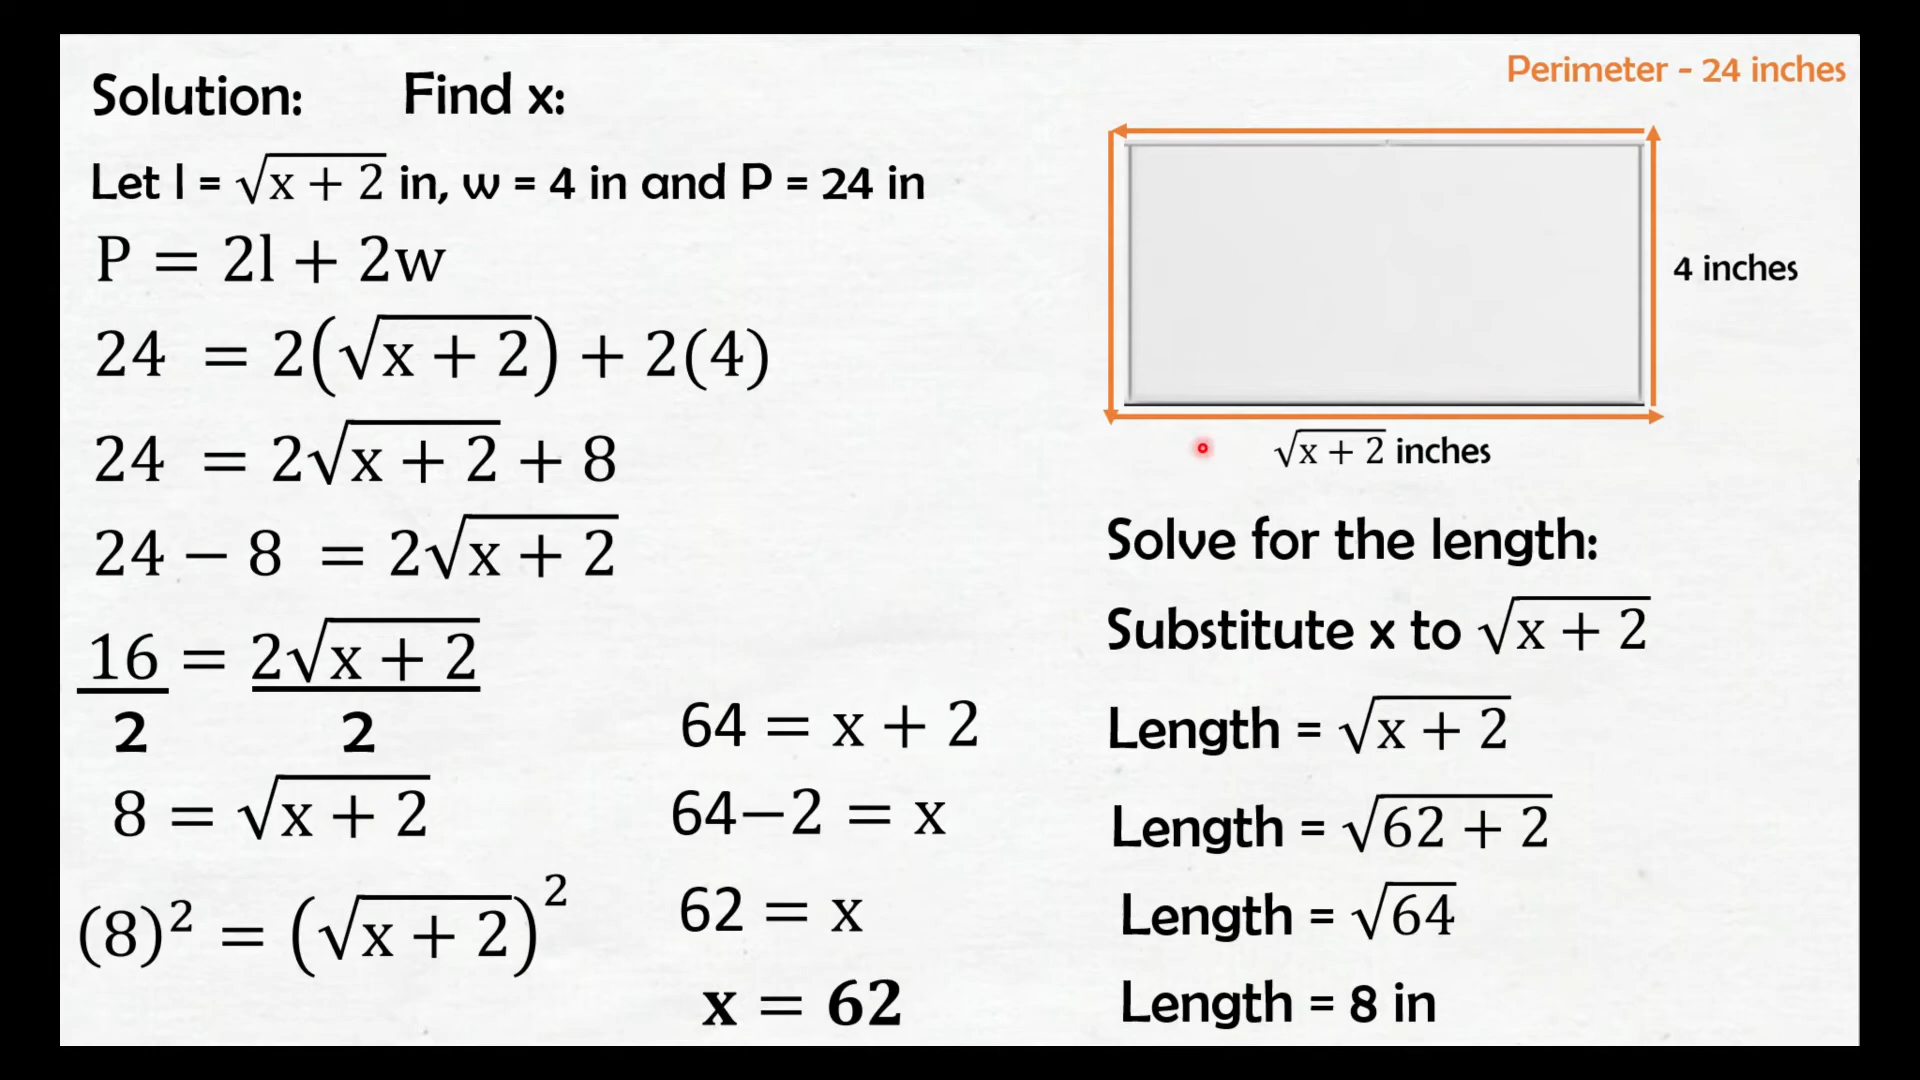 Solution: Find x:
Let l = √x + 2 in, w = 4 in and P = 24 in
P = 2l + 2w
24 = 2(√x + 2) + 2(4)
24 = 2√x + 2 + 8
24 − 8 = 2√x + 2
16 = 2√x + 2
2 2
8 = √x + 2
(8)² = (√x + 2)²
64 = x + 2
64−2 = x
62 = x
x = 62
Perimeter - 24 inches
4 inches
√x + 2 inches
Solve for the length:
Substitute x to √x + 2
Length = √x + 2
Length = √62 + 2
Length = √64
Length = 8 in